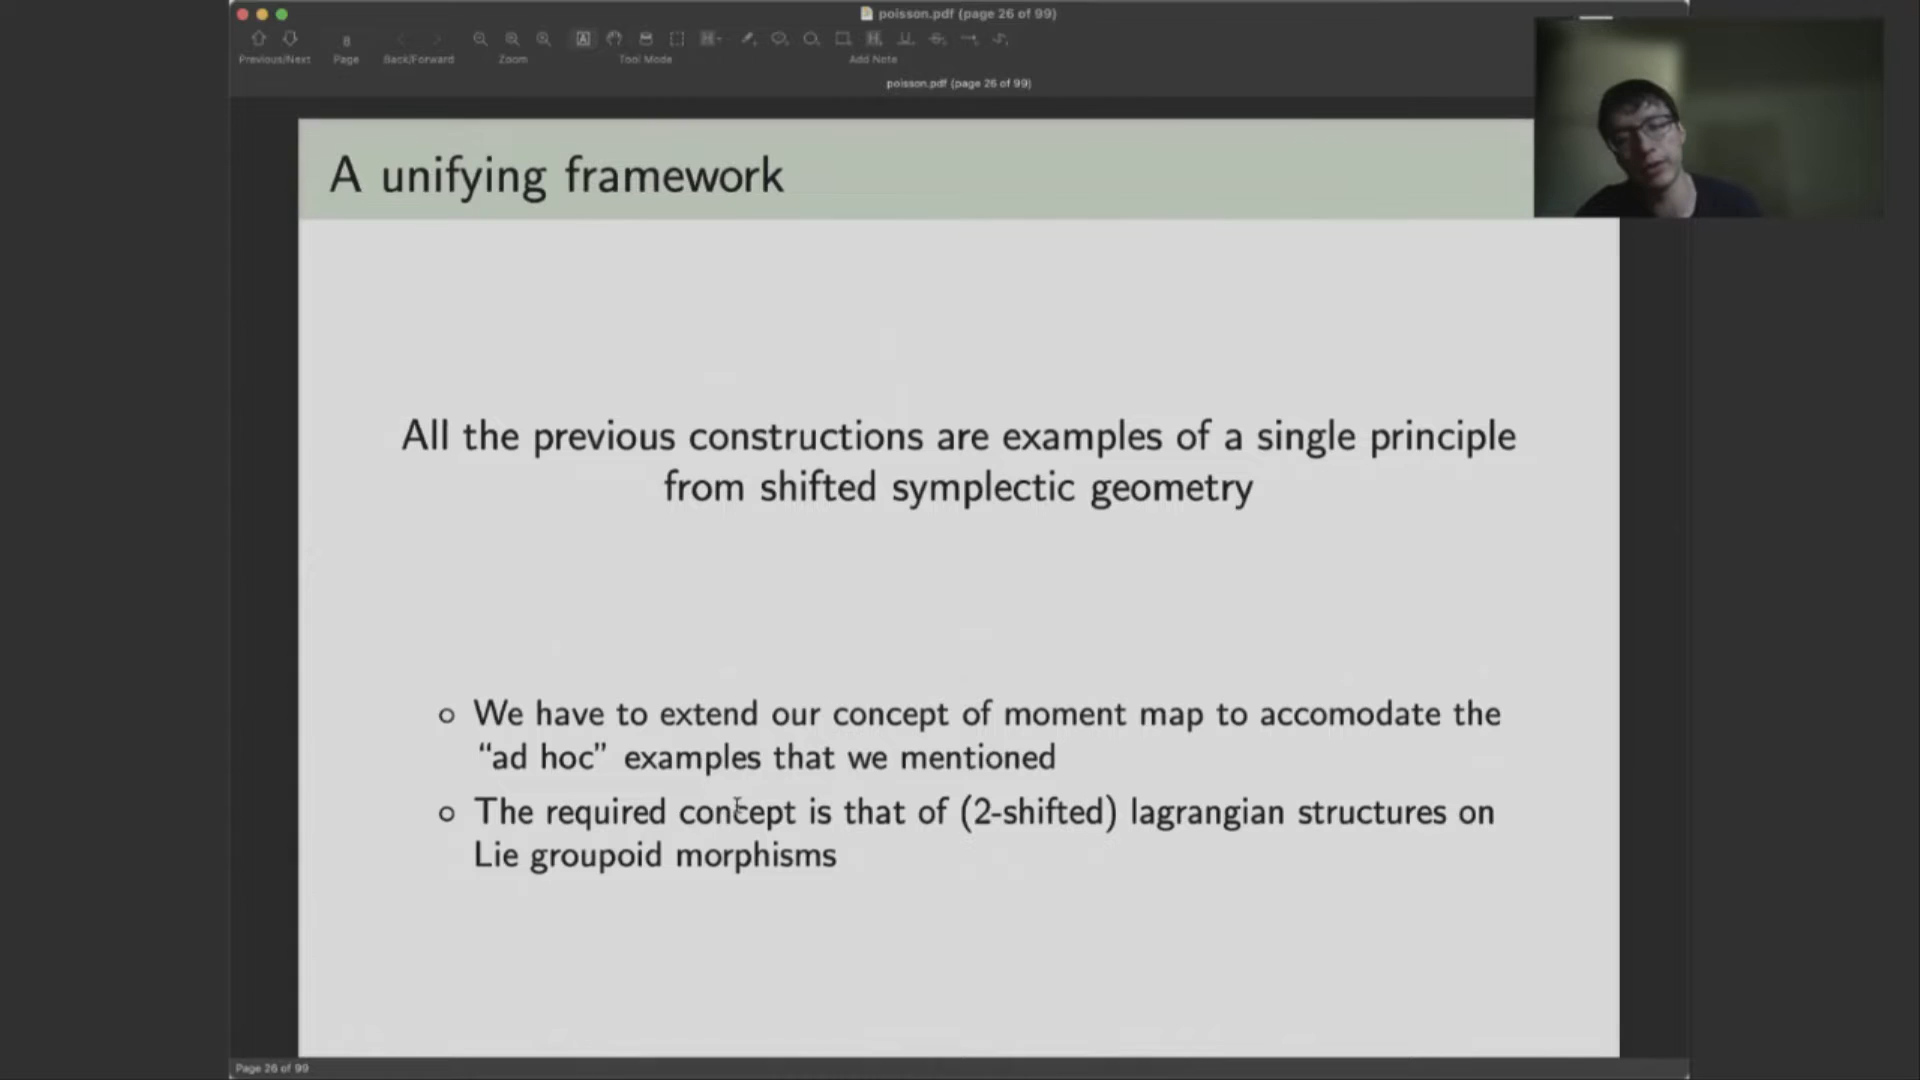 poisson.pdf (page 26 of 99)
8
Previous/Next Page Back/Forward Zoom Tool Mode Add Note
poisson.pdf (page 26 of 99)
A unifying framework
All the previous constructions are examples of a single principle
from shifted symplectic geometry
We have to extend our concept of moment map to accomodate the
“ad hoc” examples that we mentioned
The required concept is that of (2-shifted) lagrangian structures on
Lie groupoid morphisms
Page 26 of 99